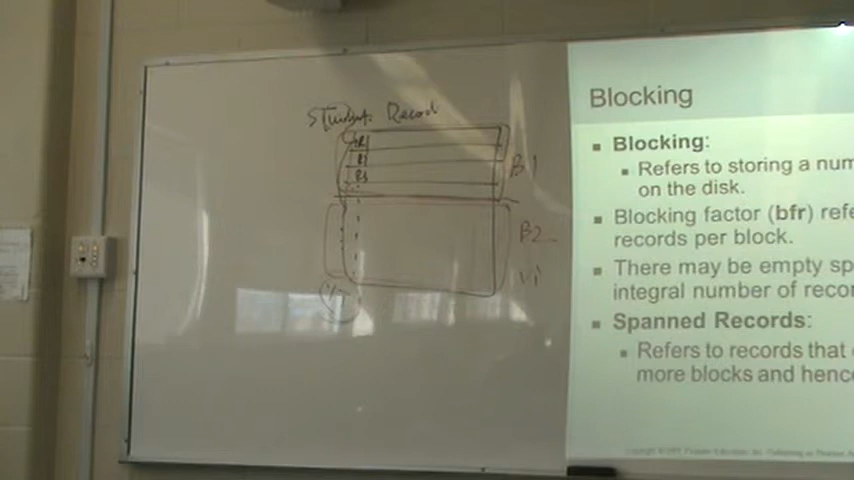 Student Record
R1
R2
R3
B1
B2
Blocking
Blocking:
Refers to storing a num
on the disk.
Blocking factor (bfr) refe
records per block.
There may be empty sp
integral number of recor
Spanned Records:
Refers to records that
more blocks and hence